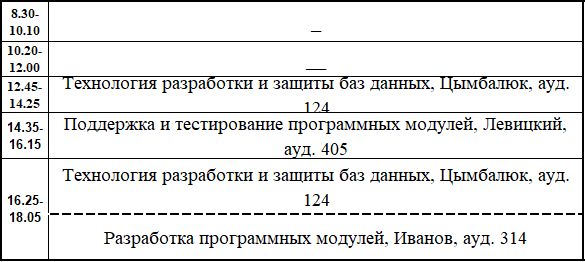 8.30-
10.10
–
10.20-
12.00
—
12.45-
14.25
Технология разработки и защиты баз данных, Цымбалюк, ауд.
124
14.35-
16.15
Поддержка и тестирование программных модулей, Левицкий,
ауд. 405
16.25-
18.05
Технология разработки и защиты баз данных, Цымбалюк, ауд.
124
Разработка программных модулей, Иванов, ауд. 314